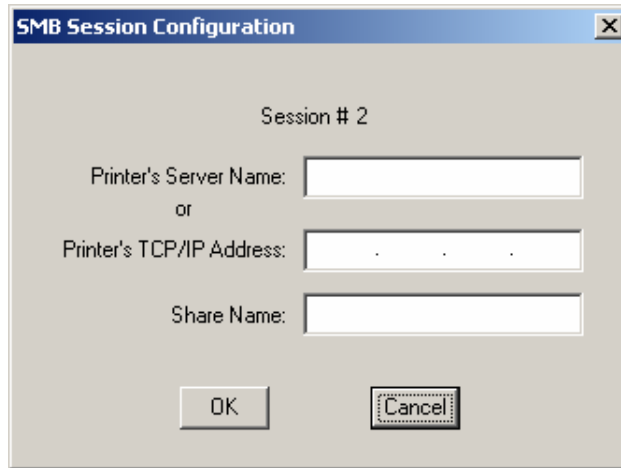 SMB Session Configuration
Session # 2
Printer's Server Name:
or
Printer's TCP/IP Address: . . .
Share Name:
OK Cancel